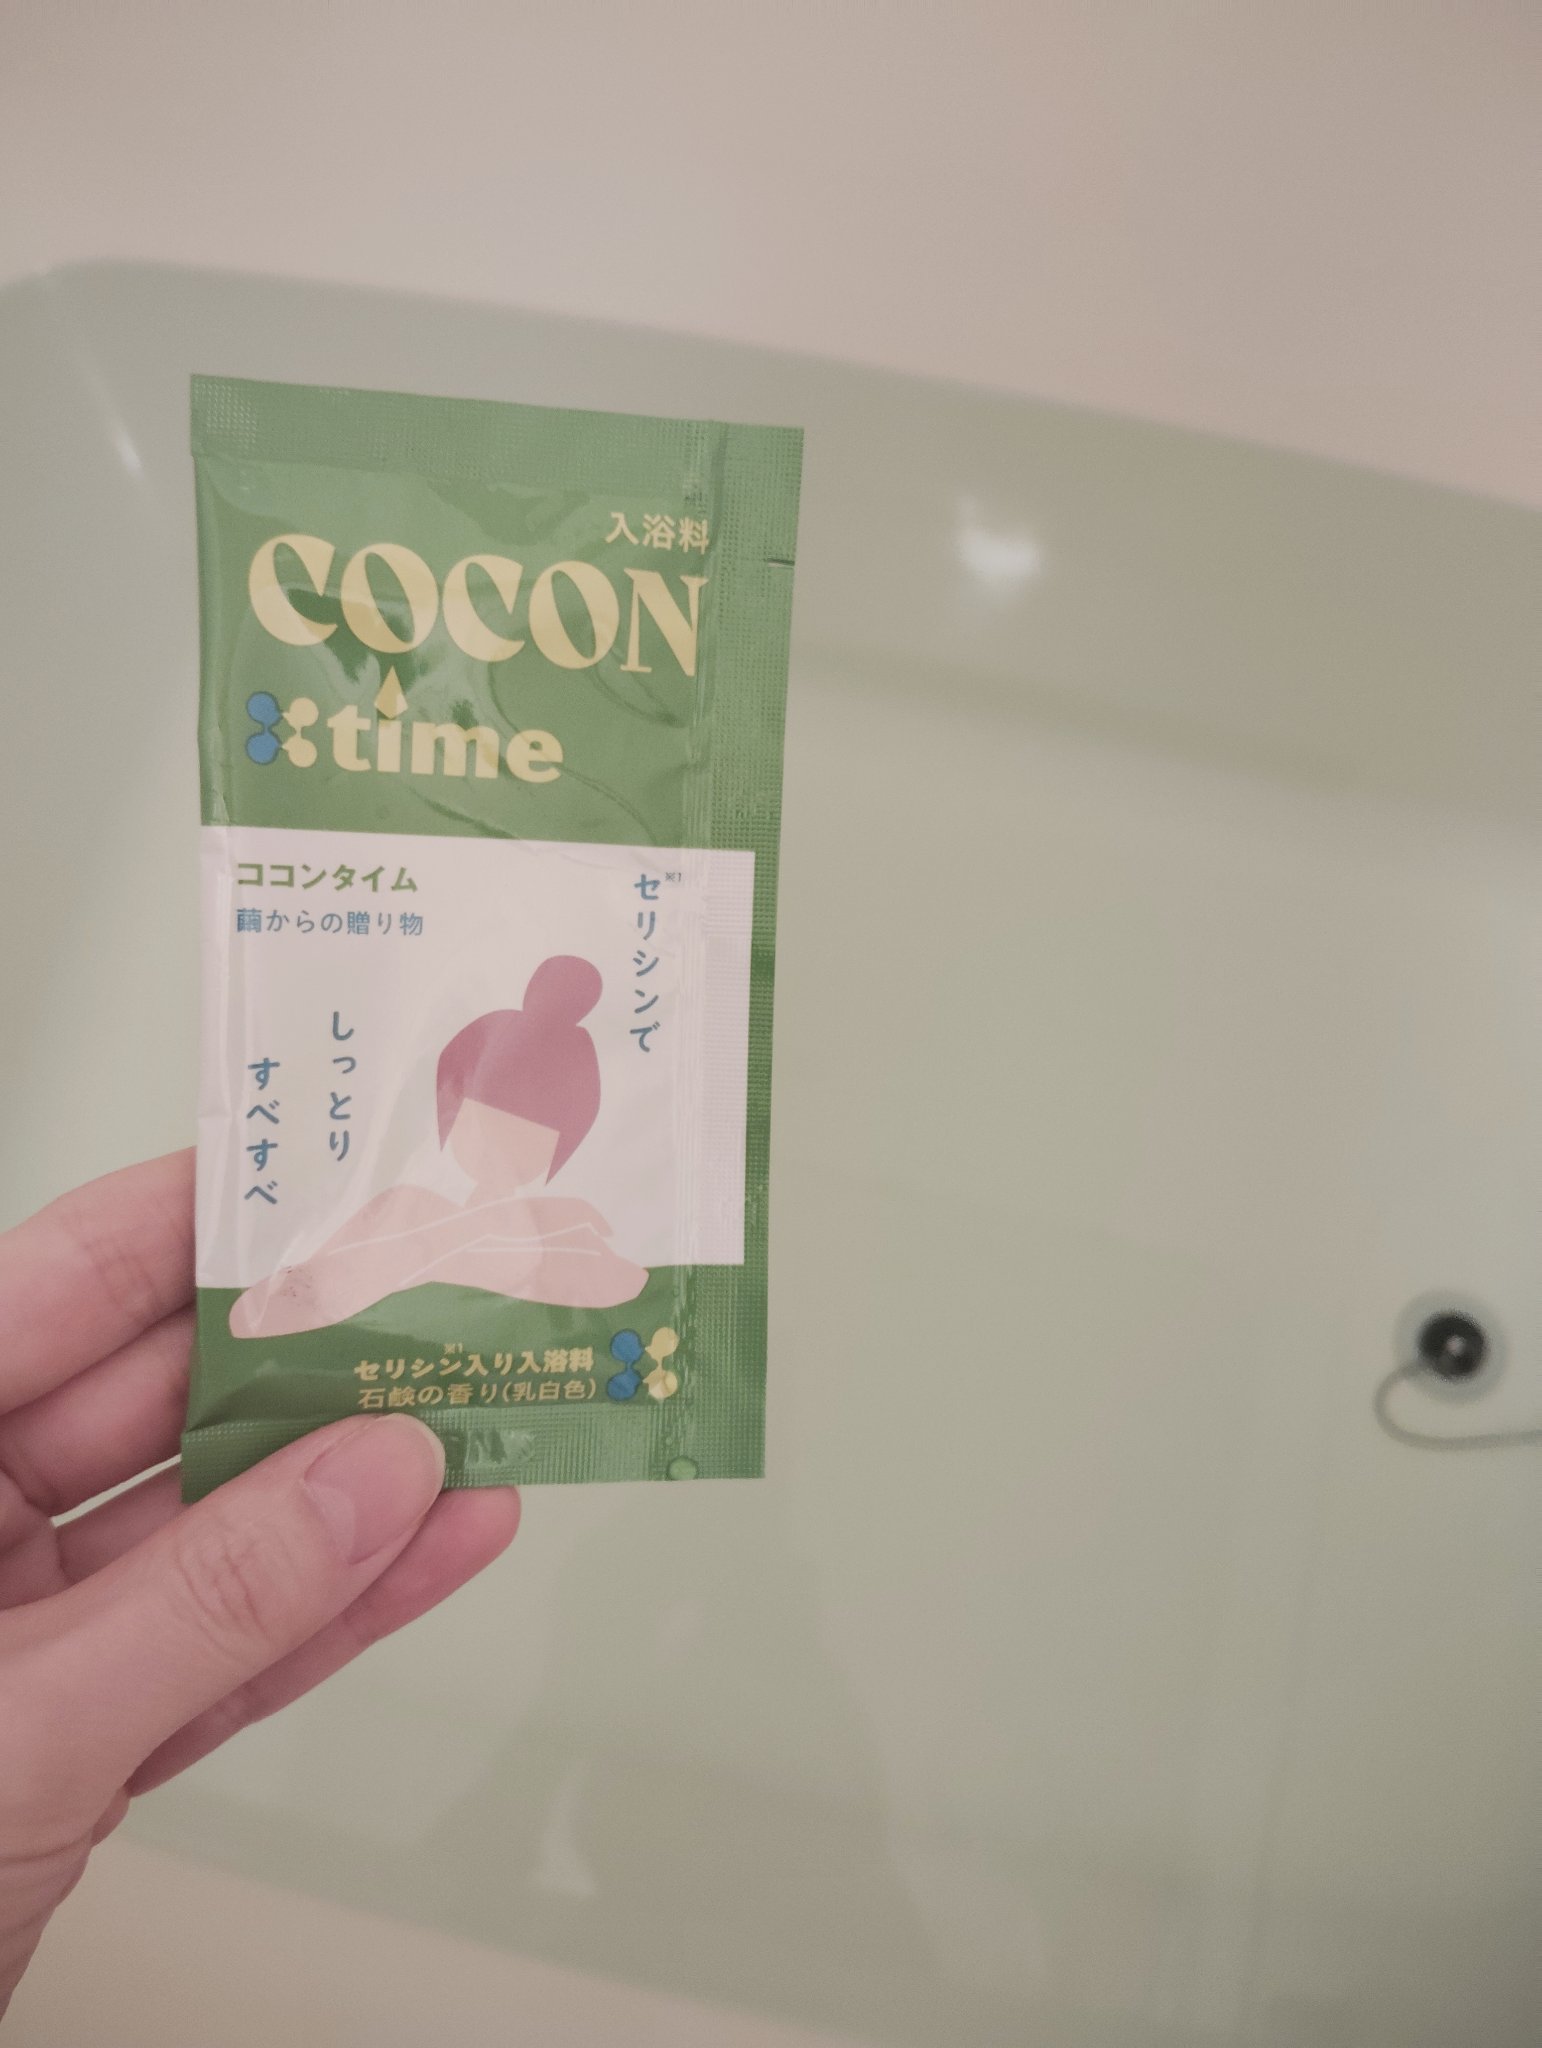 入浴料
COCON
time
ココンタイム
繭からの贈り物
※1
セリシンで
しっとり
すべすべ
※1
セリシン入り入浴料
石鹸の香り(乳白色)